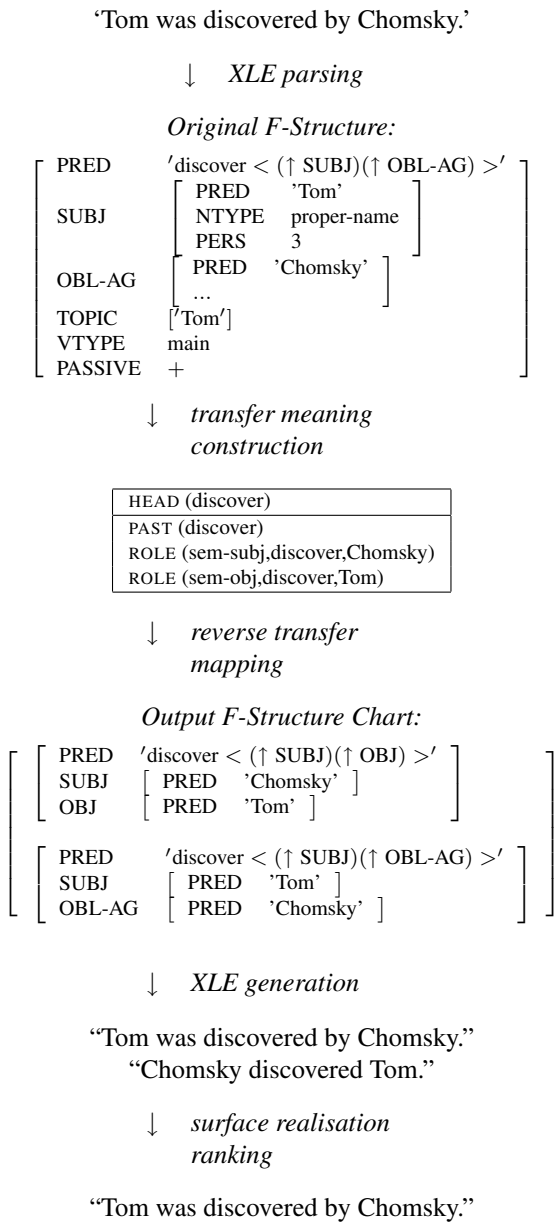 ‘Tom was discovered by Chomsky.’
↓ XLE parsing
Original F-Structure:
PRED ′discover < (↑ SUBJ)(↑ OBL-AG) >′
SUBJ
PRED ’Tom’
NTYPE proper-name
PERS 3
OBL-AG
PRED ’Chomsky’
...
TOPIC [′Tom′]
VTYPE main
PASSIVE +
↓ transfer meaning
construction
HEAD (discover)
PAST (discover)
ROLE (sem-subj,discover,Chomsky)
ROLE (sem-obj,discover,Tom)
↓ reverse transfer
mapping
Output F-Structure Chart:
PRED ′discover < (↑ SUBJ)(↑ OBJ) >′
SUBJ [ PRED ’Chomsky’ ]
OBJ [ PRED ’Tom’ ]
PRED ′discover < (↑ SUBJ)(↑ OBL-AG) >′
SUBJ [ PRED ’Tom’ ]
OBL-AG [ PRED ’Chomsky’ ]
↓ XLE generation
“Tom was discovered by Chomsky.”
“Chomsky discovered Tom.”
↓ surface realisation
ranking
“Tom was discovered by Chomsky.”